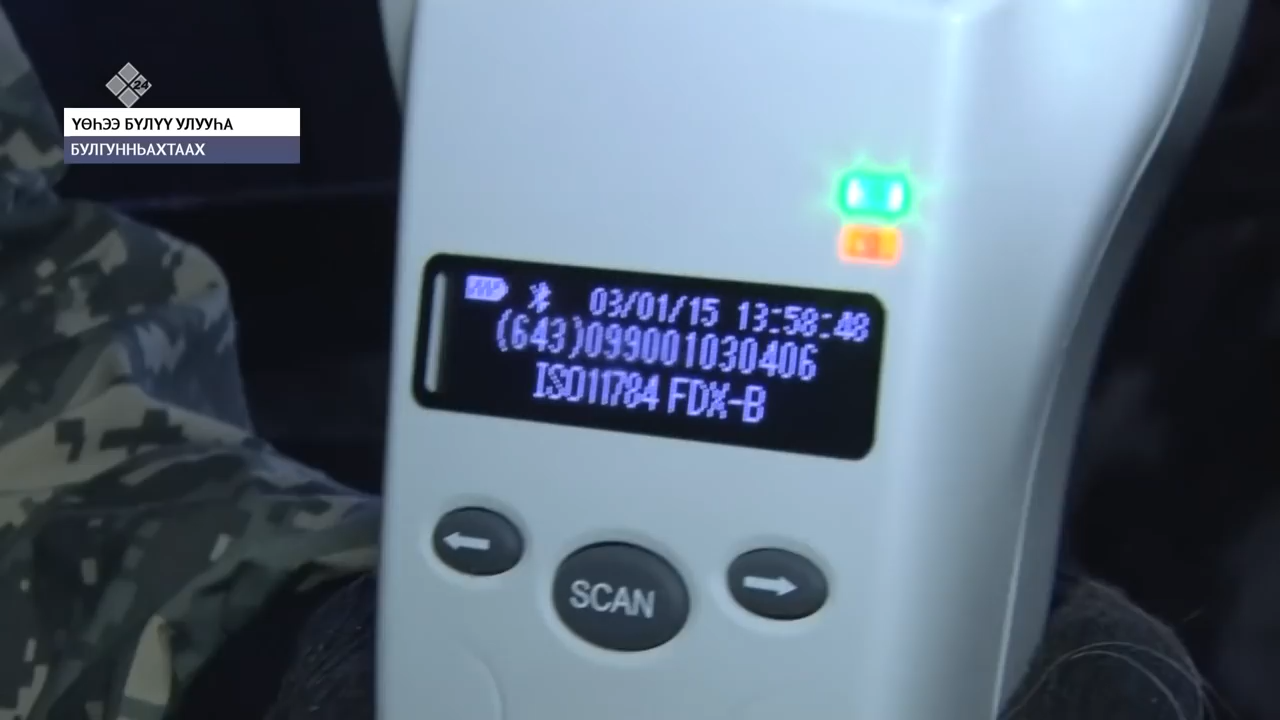 24
ҮӨҺЭЭ БҮЛҮҮ УЛУУҺА
БУЛГУННЬАХТААХ
03/01/15 13:58:48
(643)099001030406
ISO11784 FDX-B
SCAN